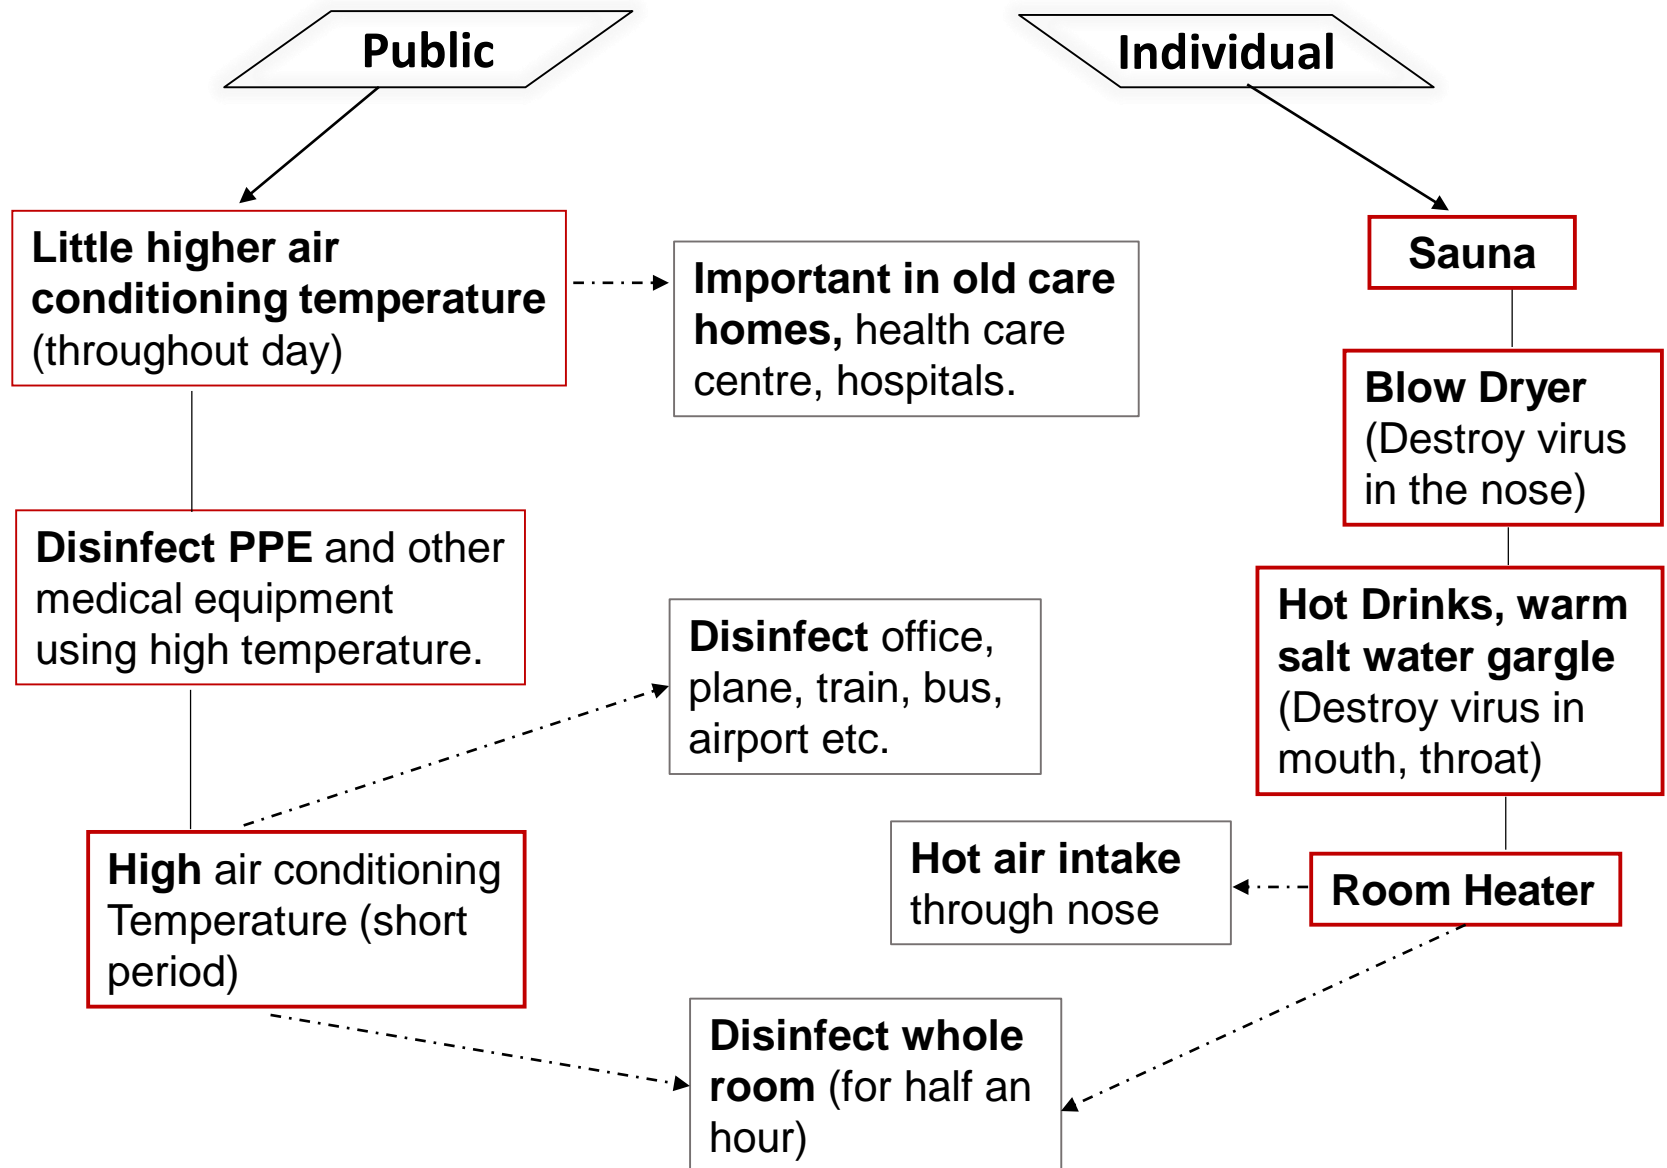 Public
Individual
Little higher air
conditioning temperature
(throughout day)
Important in old care
homes, health care
centre, hospitals.
Sauna
Blow Dryer
(Destroy virus
in the nose)
Disinfect PPE and other
medical equipment
using high temperature.
Disinfect office,
plane, train, bus,
airport etc.
Hot Drinks, warm
salt water gargle
(Destroy virus in
mouth, throat)
High air conditioning
Temperature (short
period)
Hot air intake
through nose
Room Heater
Disinfect whole
room (for half an
hour)